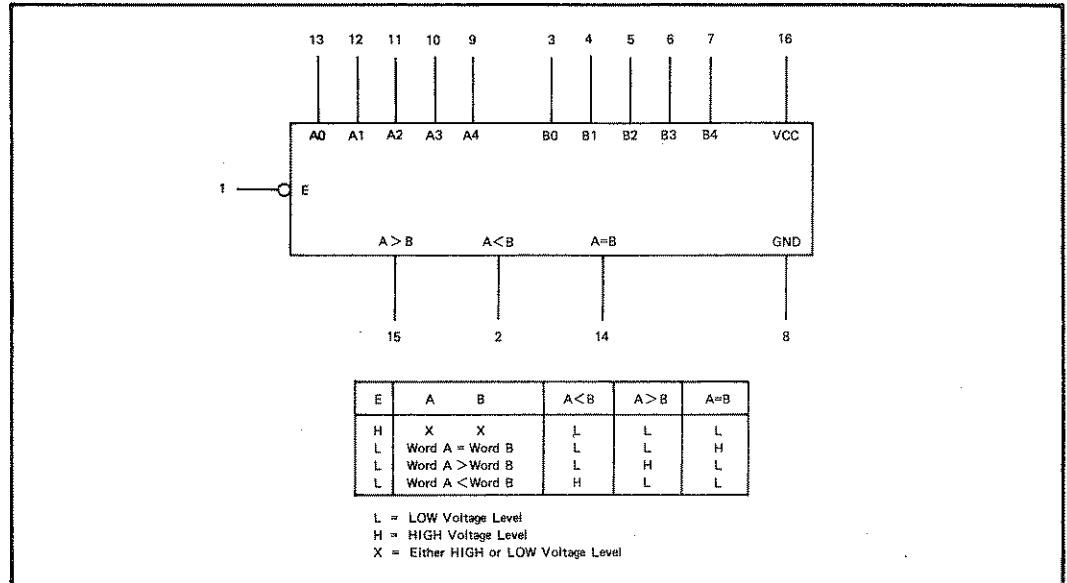 13 12 11 10 9 3 4 5 6 7 16
A0 A1 A2 A3 A4 B0 B1 B2 B3 B4 VCC
1 E
A>B A<B A=B GND
15 2 14 8
E A B A<B A>B A=B
H X X L L L
L Word A = Word B L L H
L Word A >Word B L H L
L Word A <Word B H L L
L = LOW Voltage Level
H = HIGH Voltage Level
X = Either HIGH or LOW Voltage Level